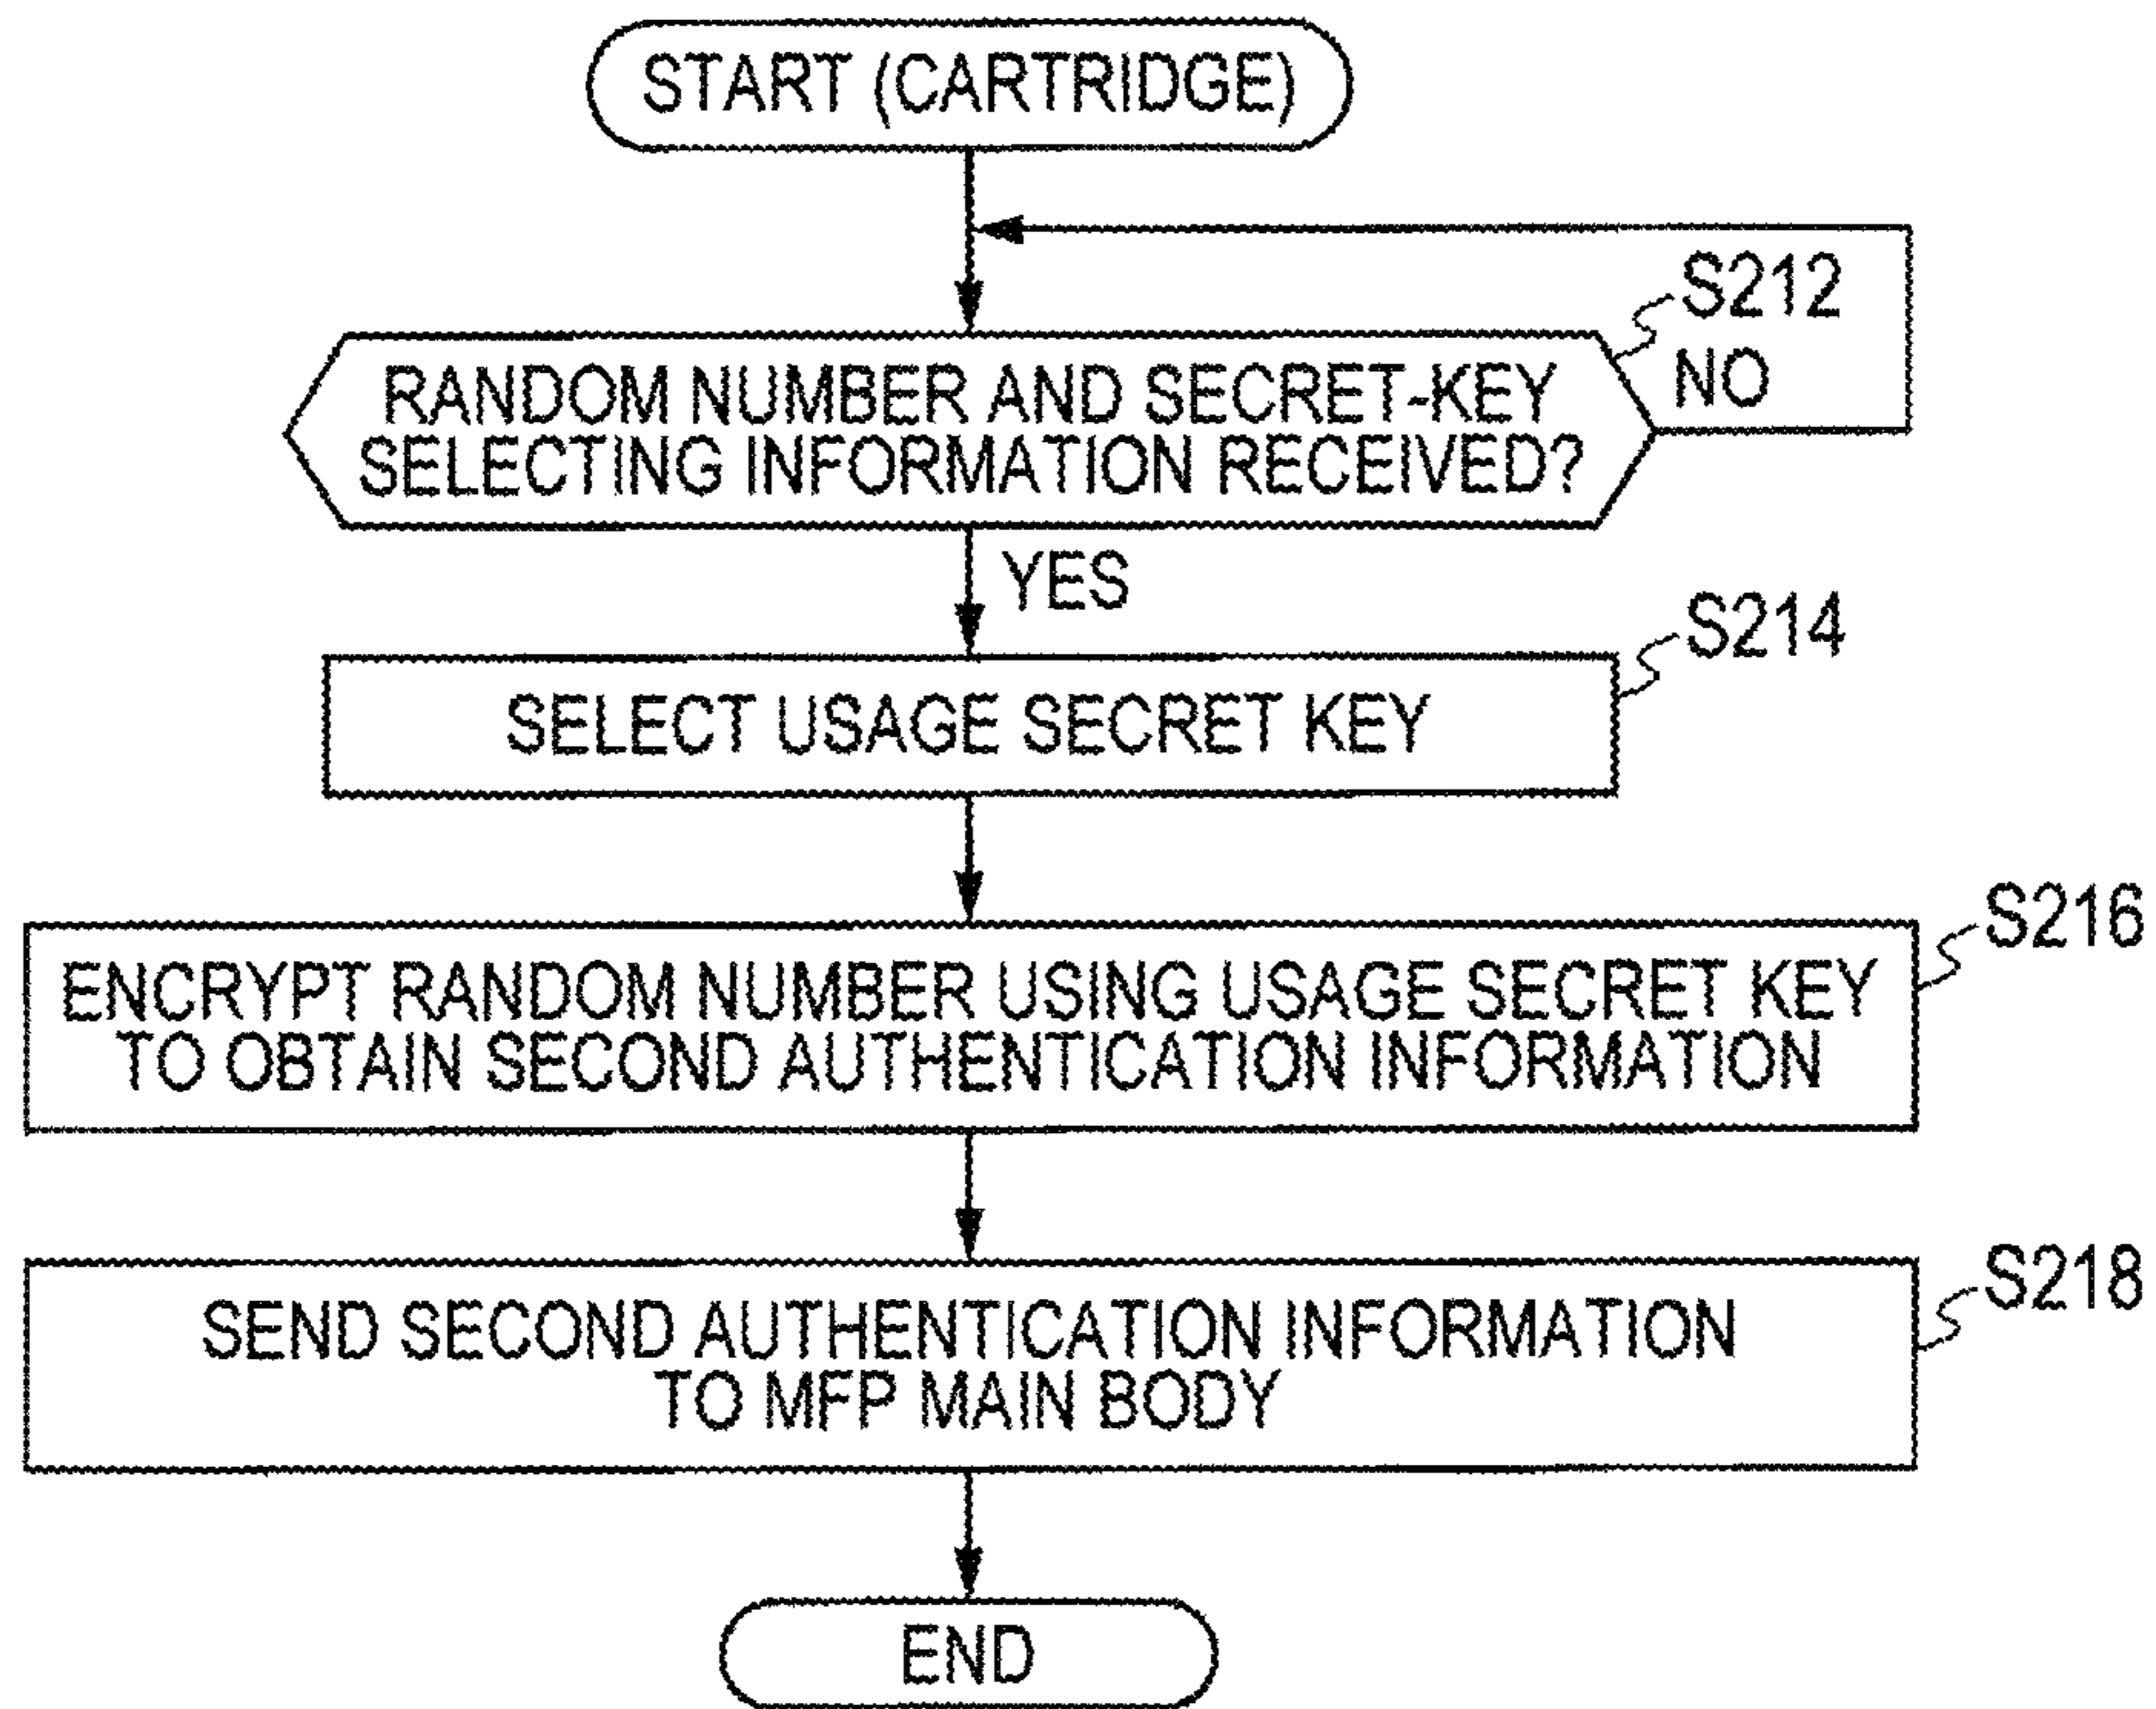 START (CARTRIDGE)
S212
NO
RANDOM NUMBER AND SECRET-KEY
SELECTING INFORMATION RECEIVED?
YES
S214
SELECT USAGE SECRET KEY
S216
ENCRYPT RANDOM NUMBER USING USAGE SECRET KEY
TO OBTAIN SECOND AUTHENTICATION INFORMATION
S218
SEND SECOND AUTHENTICATION INFORMATION
TO MFP MAIN BODY
END